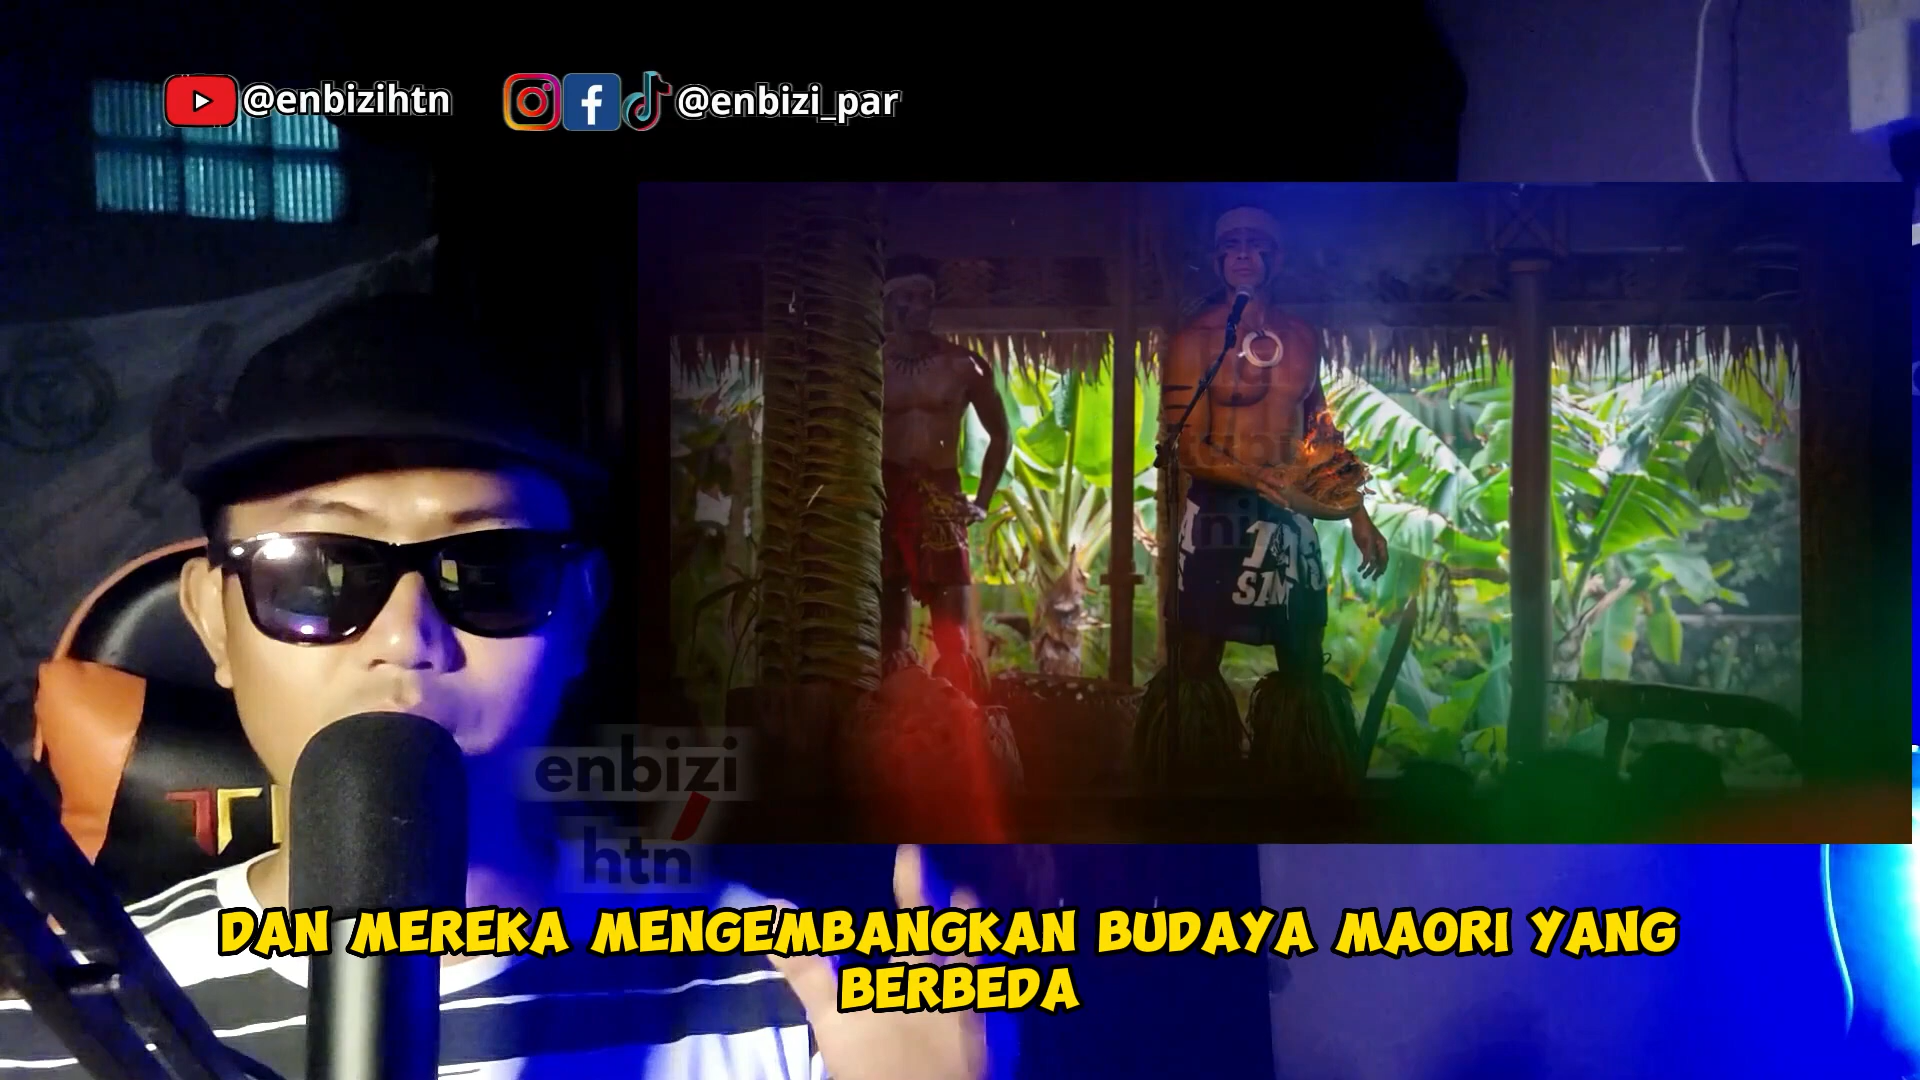 @enbizihtn
@enbizi_par
enbizi
htn
DAN MEREKA MENGEMBANGKAN BUDAYA MAORI YANG
BERBEDA